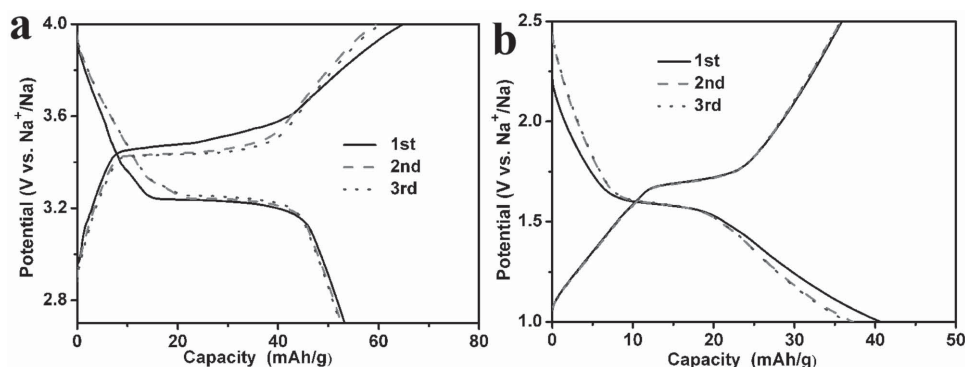 a
4.0
3.6
3.2
2.8
Potential (V vs. Na⁺/Na)
1st
2nd
3rd
0 20 40 60 80
Capacity (mAh/g)
b
2.5
2.0
1.5
1.0
Potential (V vs. Na⁺/Na)
1st
2nd
3rd
0 10 20 30 40 50
Capacity (mAh/g)